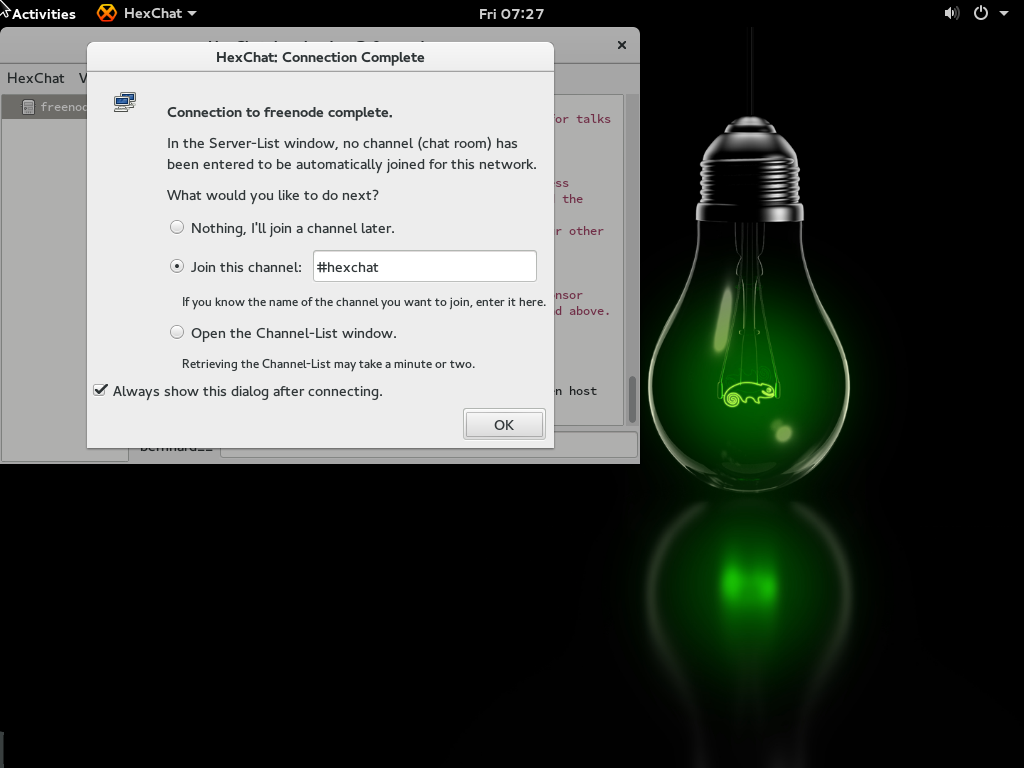 Activities HexChat Fri 07:27
HexChat: Connection Complete
HexChat
Connection to freenode complete.
or talks
In the Server-List window, no channel (chat room) has
been entered to be automatically joined for this network.
What would you like to do next?
the
Nothing, I'll join a channel later.
other
Join this channel: #hexchat
If you know the name of the channel you want to join, enter it here.
above.
Open the Channel-List window.
Retrieving the Channel-List may take a minute or two.
Always show this dialog after connecting.
host
OK